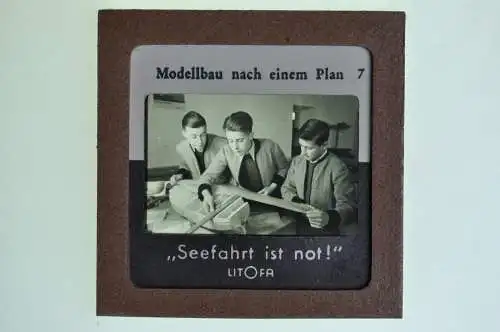 Modellbau nach einem Plan 7
„Seefahrt ist not!"
LITOFA